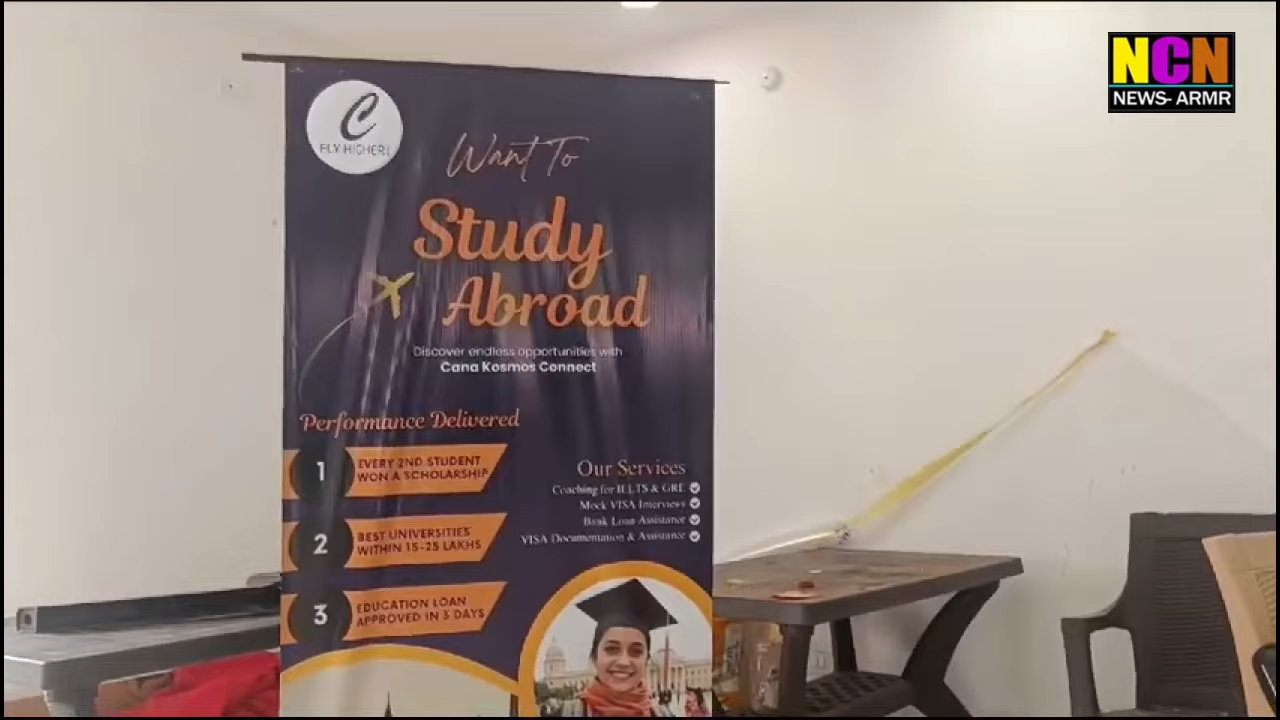 NCN
NEWS- ARMR
C
FLY HIGHER!
Want To
Study
Abroad
Discover endless opportunities with
Cana Kosmos Connect
Performance Delivered
1
EVERY 2ND STUDENT
WON A SCHOLARSHIP
2
BEST UNIVERSITIES
WITHIN 15-25 LAKHS
3
EDUCATION LOAN
APPROVED IN 3 DAYS
Our Services
Coaching for IELTS & GRE
Mock VISA Interviews
Bank Loan Assistance
VISA Documentation & Assistance